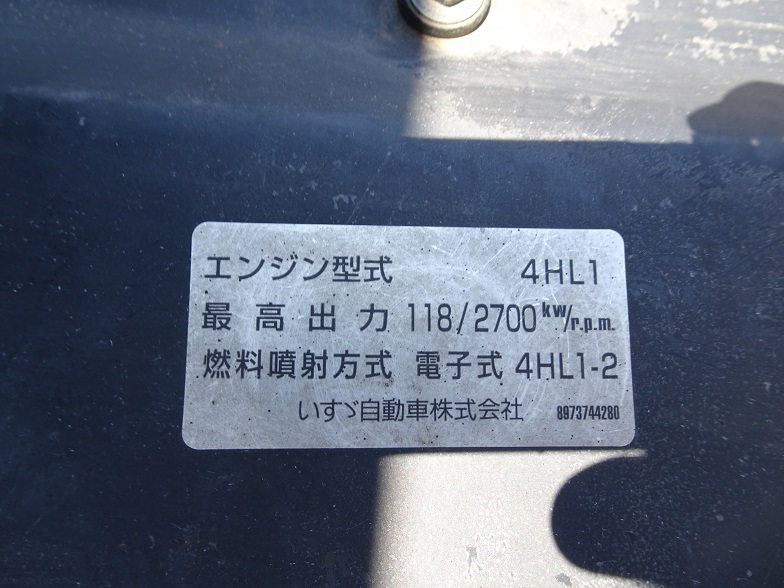 エンジン型式 4HL1
最高出力 118/2700 kw/r.p.m.
燃料噴射方式 電子式 4HL1-2
いすゞ自動車株式会社 8973744280